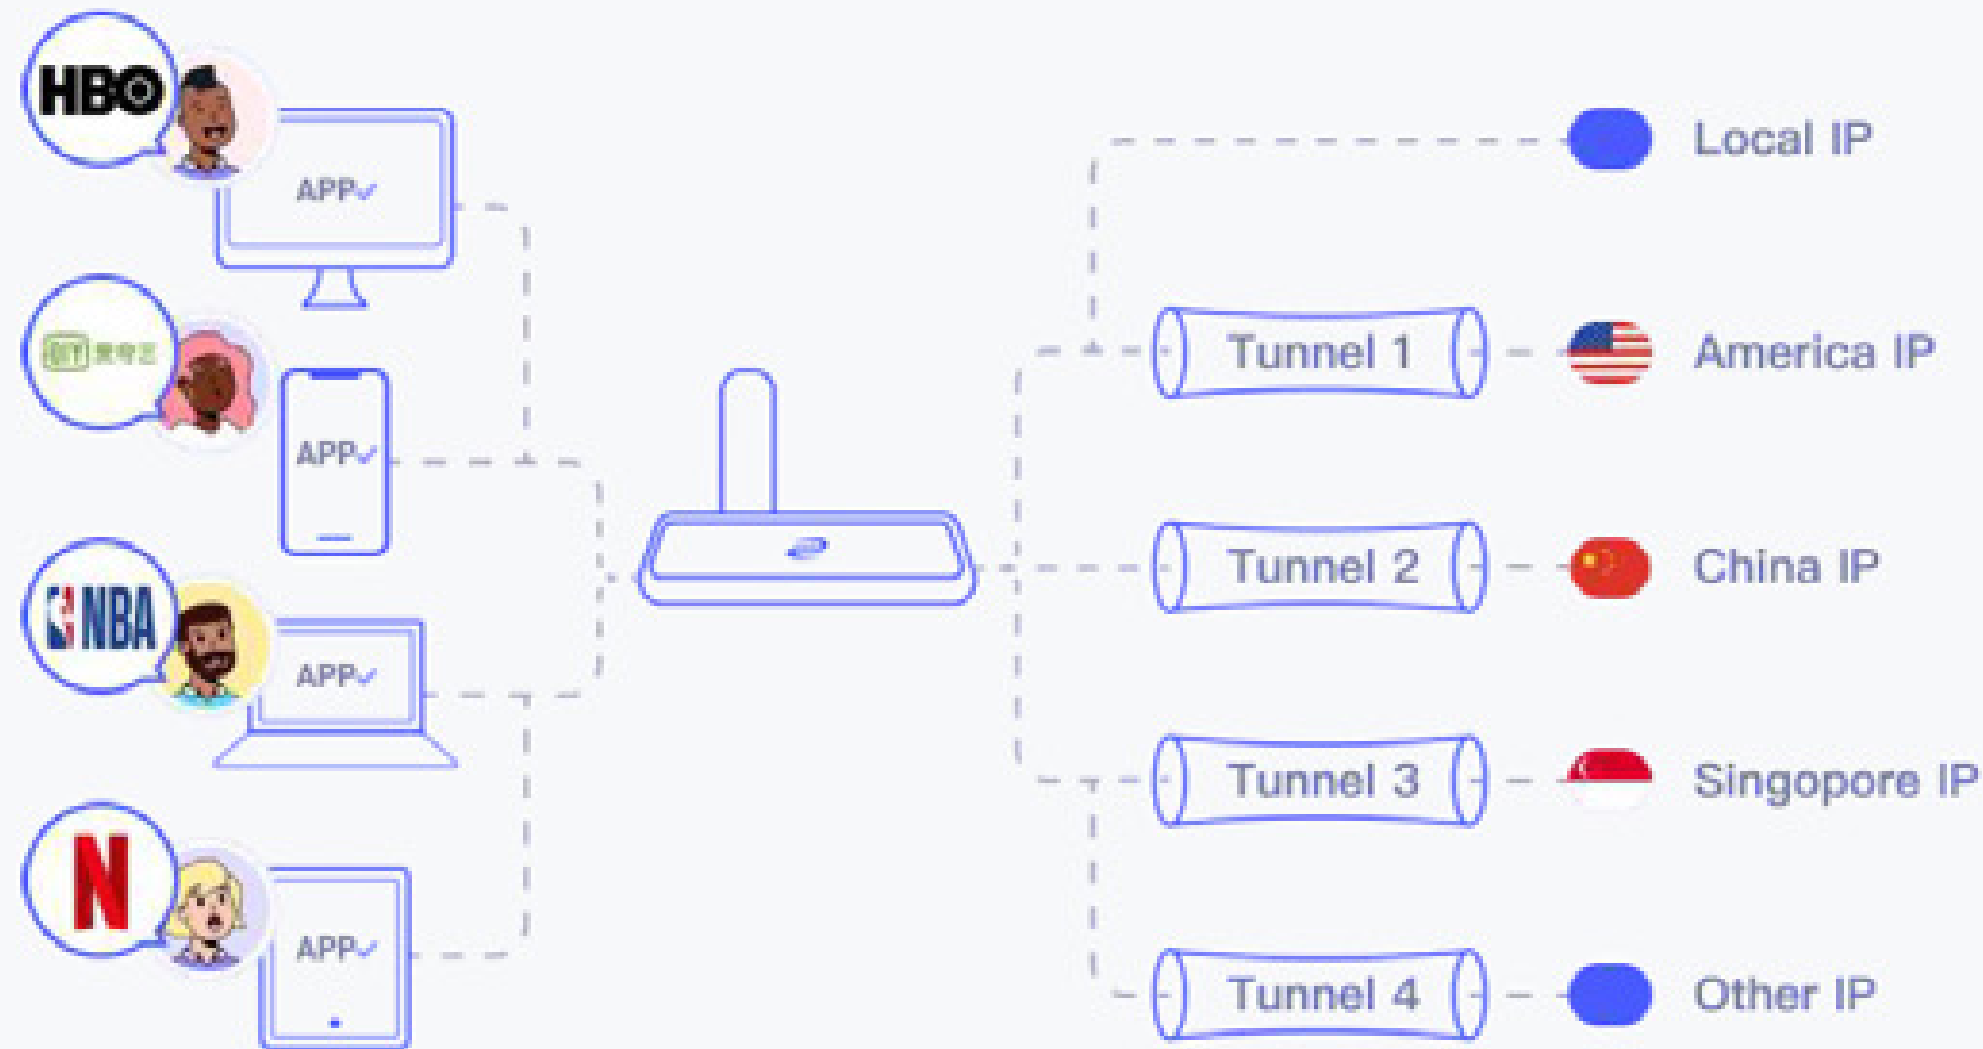 HBO
APP
Local IP
APP
Tunnel 1
America IP
NBA
APP
Tunnel 2
China IP
Tunnel 3
Singopore IP
N
APP
Tunnel 4
Other IP